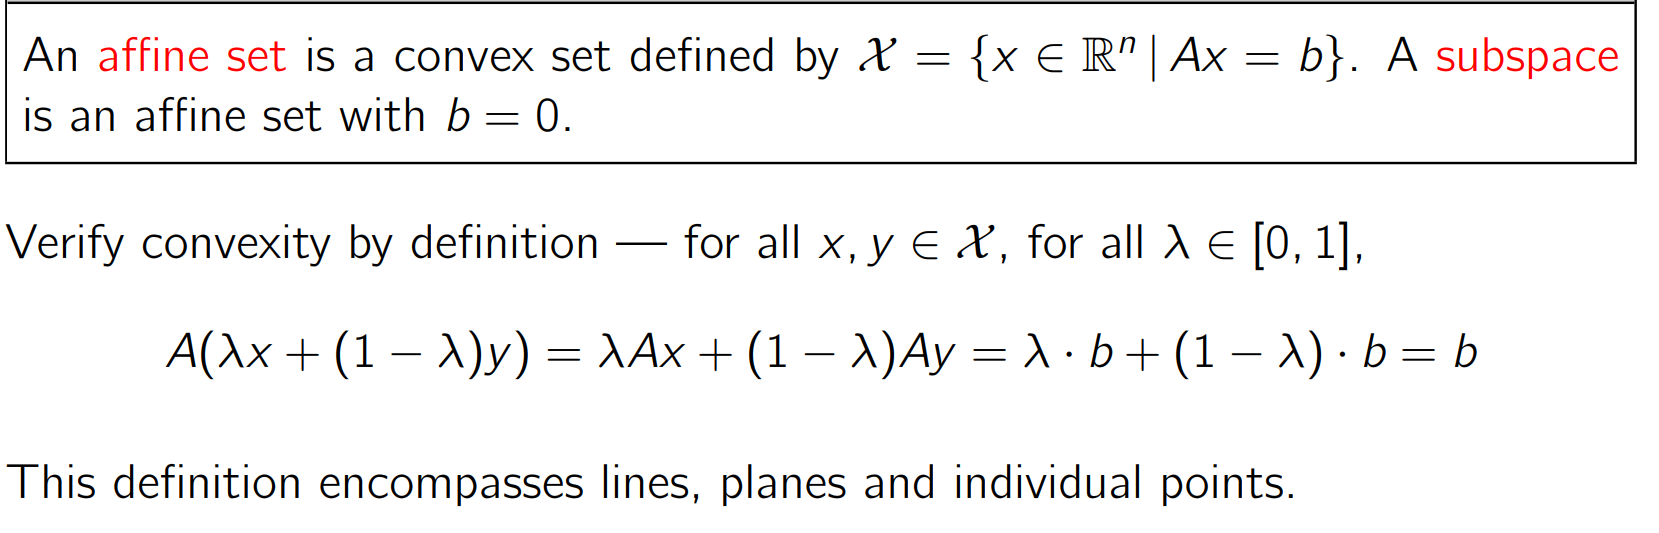 An affine set is a convex set defined by 𝒳 = {x ∈ ℝⁿ | Ax = b}. A subspace
is an affine set with b = 0.
Verify convexity by definition — for all x, y ∈ 𝒳, for all λ ∈ [0, 1],
A(λx + (1 − λ)y) = λAx + (1 − λ)Ay = λ · b + (1 − λ) · b = b
This definition encompasses lines, planes and individual points.